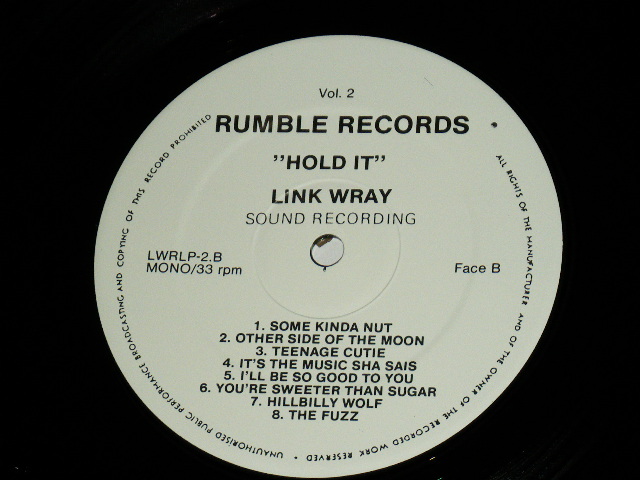 Vol. 2
RUMBLE RECORDS
"HOLD IT"
LINK WRAY
SOUND RECORDING
LWRLP-2.B
MONO/33 rpm
Face B
1. SOME KINDA NUT
2. OTHER SIDE OF THE MOON
3. TEENAGE CUTIE
4. IT'S THE MUSIC SHA SAIS
5. I'LL BE SO GOOD TO YOU
6. YOU'RE SWEETER THAN SUGAR
7. HILLBILLY WOLF
8. THE FUZZ
ALL RIGHTS OF THE MANUFACTURER AND OF THE OWNER OF THE RECORDED WORK RESERVED • UNAUTHORISED PUBLIC PERFORMANCE BROADCASTING AND COPYING OF THIS RECORD PROHIBITED